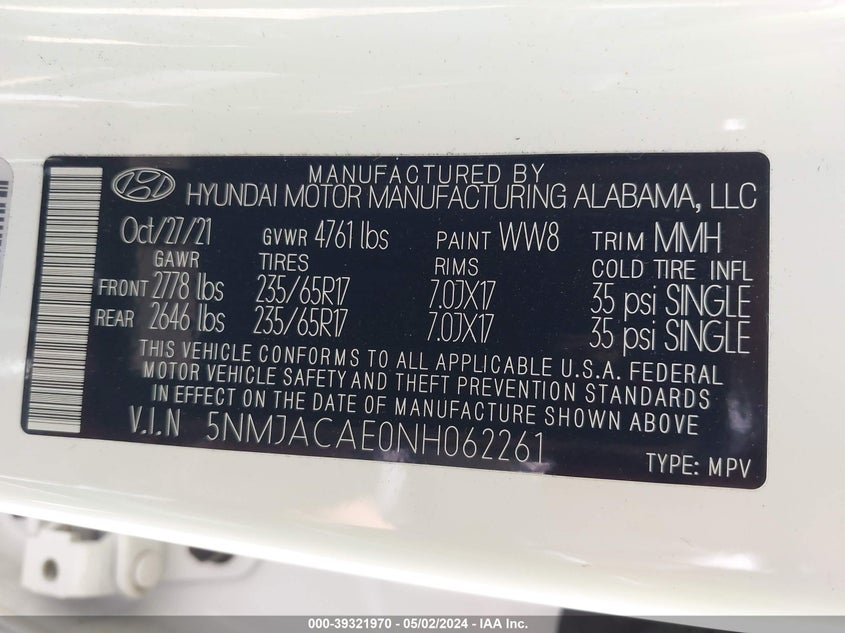 MANUFACTURED BY
HYUNDAI MOTOR MANUFACTURING ALABAMA, LLC
Oct/27/21 GVWR 4761 lbs PAINT WW8 TRIM MMH
GAWR TIRES RIMS COLD TIRE INFL
FRONT 2778 lbs 235/65R17 7.0JX17 35 psi SINGLE
REAR 2646 lbs 235/65R17 7.0JX17 35 psi SINGLE
THIS VEHICLE CONFORMS TO ALL APPLICABLE U.S.A. FEDERAL
MOTOR VEHICLE SAFETY AND THEFT PREVENTION STANDARDS
IN EFFECT ON THE DATE OF MANUFACTURE SHOWN ABOVE
V.I.N 5NMJACAE0NH062261
TYPE: MPV
000-39321970 - 05/02/2024 - IAA Inc.